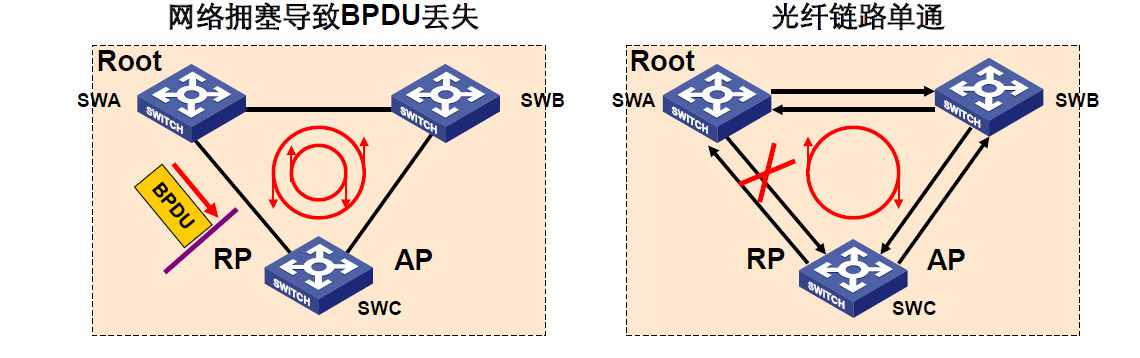 网络拥塞导致BPDU丢失
Root
SWA
SWITCH
SWITCH
SWB
BPDU
RP
AP
SWITCH
SWC
光纤链路单通
Root
SWA
SWITCH
SWITCH
SWB
RP
AP
SWITCH
SWC